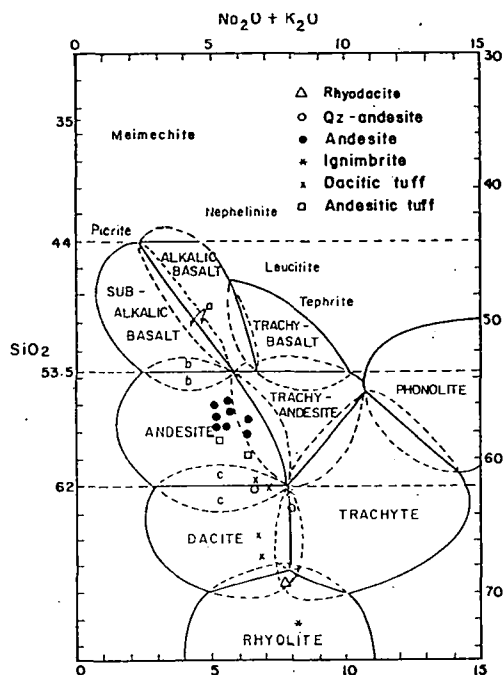 Na2O + K2O
0 5 10 15
30
35
40
44
50
53.5
60
62
70
SiO2
△ Rhyodacite
○ Qz-andesite
● Andesite
* Ignimbrite
x Dacitic tuff
□ Andesitic tuff
Meimechite
Nephelinite
Picrite
ALKALIC
BASALT
Leucitite
SUB-
ALKALIC
BASALT
a
Tephrite
TRACHY-
BASALT
b
b
TRACHY-
ANDESITE
PHONOLITE
ANDESITE
c
c
DACITE
TRACHYTE
RHYOLITE
0 5 10 15